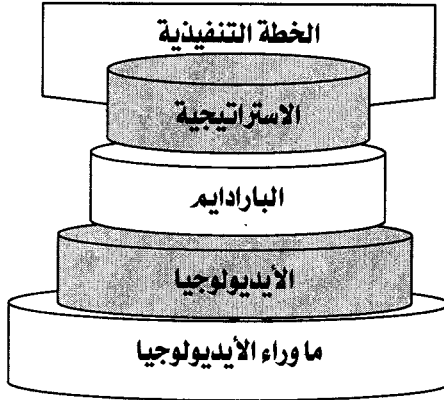 الخطة التنفيذية
الاستراتيجية
البارادايم
الأيديولوجيا
ما وراء الأيديولوجيا